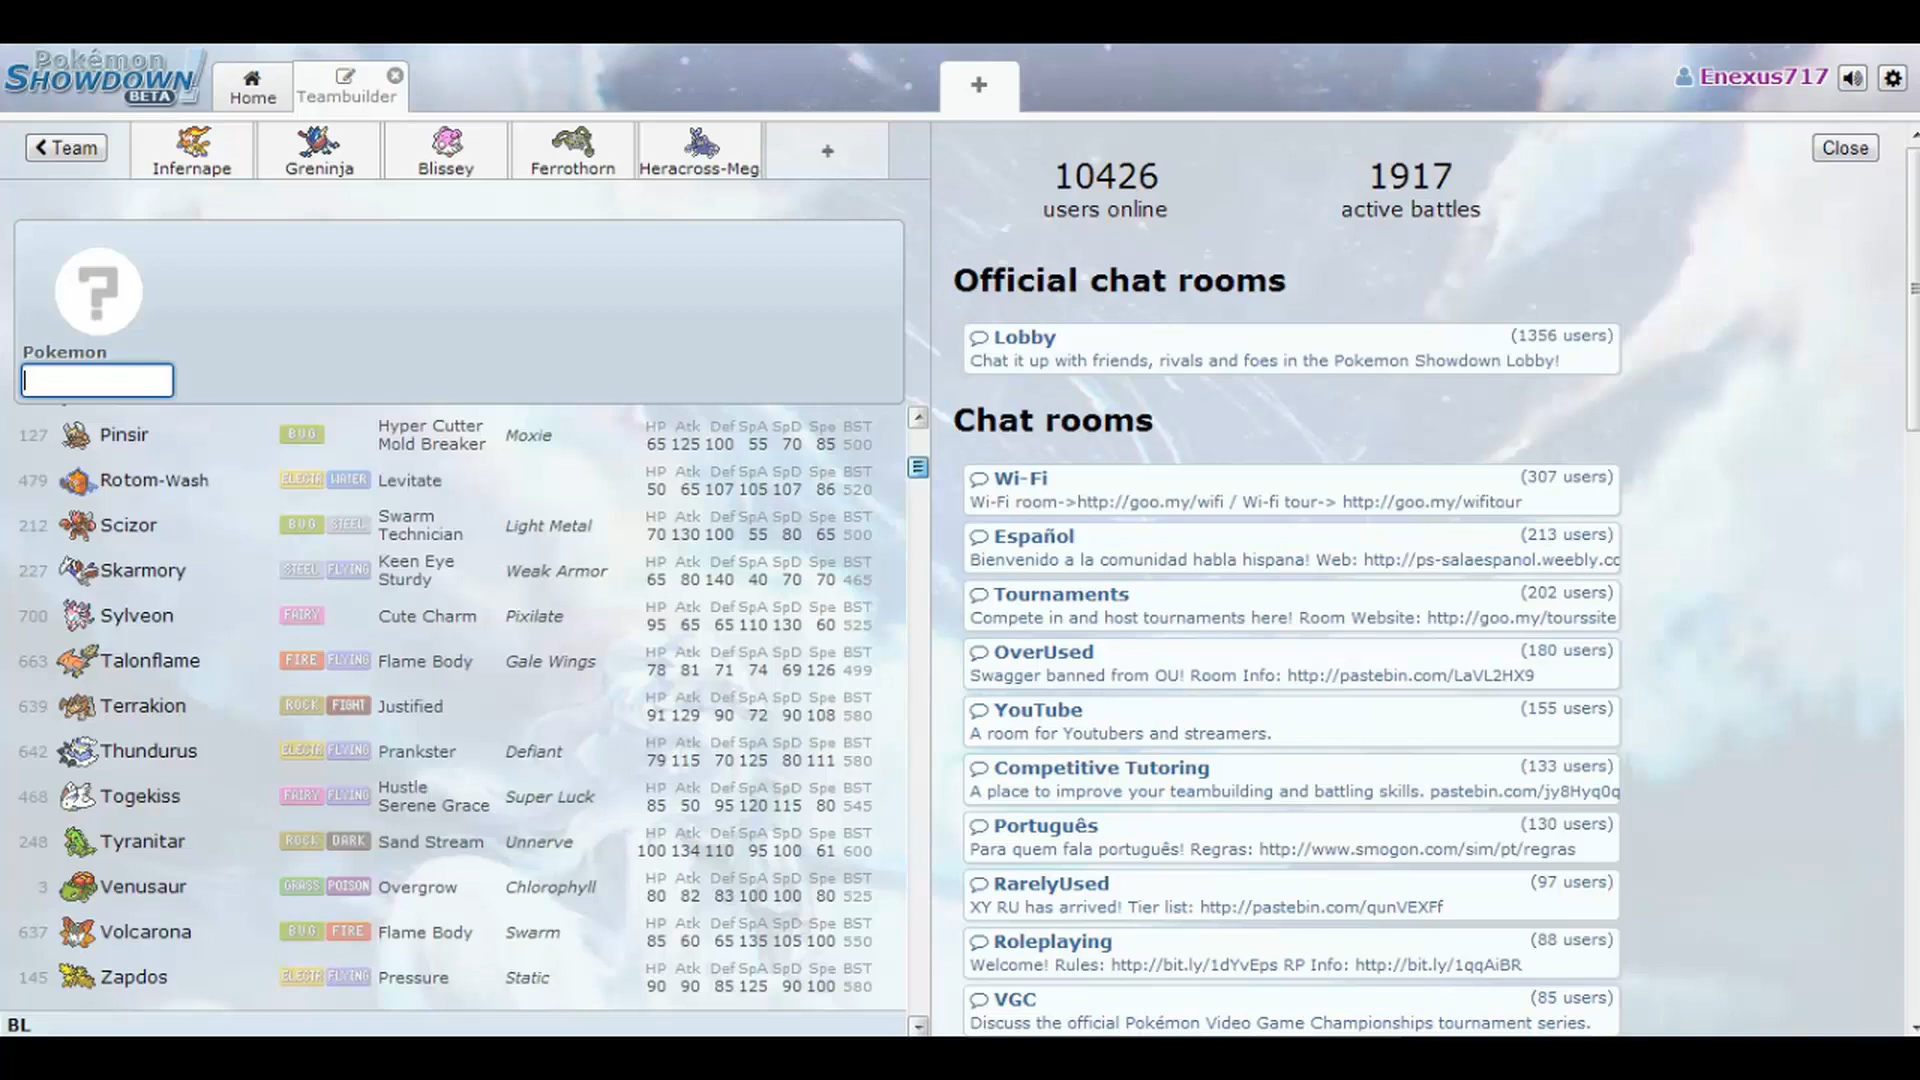 Pokémon
SHOWDOWN!
BETA
Home
Teambuilder
+
Enexus717
Team
Infernape
Greninja
Blissey
Ferrothorn
Heracross-Meg
+
Close
10426
users online
1917
active battles
Pokemon
127 Pinsir BUG Hyper Cutter Mold Breaker Moxie HP 65 Atk 125 Def 100 SpA 55 SpD 70 Spe 85 BST 500
479 Rotom-Wash ELECTR WATER Levitate HP 50 Atk 65 Def 107 SpA 105 SpD 107 Spe 86 BST 520
212 Scizor BUG STEEL Swarm Technician Light Metal HP 70 Atk 130 Def 100 SpA 55 SpD 80 Spe 65 BST 500
227 Skarmory STEEL FLYING Keen Eye Sturdy Weak Armor HP 65 Atk 80 Def 140 SpA 40 SpD 70 Spe 70 BST 465
700 Sylveon FAIRY Cute Charm Pixilate HP 95 Atk 65 Def 65 SpA 110 SpD 130 Spe 60 BST 525
663 Talonflame FIRE FLYING Flame Body Gale Wings HP 78 Atk 81 Def 71 SpA 74 SpD 69 Spe 126 BST 499
639 Terrakion ROCK FIGHT Justified HP 91 Atk 129 Def 90 SpA 72 SpD 90 Spe 108 BST 580
642 Thundurus ELECTR FLYING Prankster Defiant HP 79 Atk 115 Def 70 SpA 125 SpD 80 Spe 111 BST 580
468 Togekiss FAIRY FLYING Hustle Serene Grace Super Luck HP 85 Atk 50 Def 95 SpA 120 SpD 115 Spe 80 BST 545
248 Tyranitar ROCK DARK Sand Stream Unnerve HP 100 Atk 134 Def 110 SpA 95 SpD 100 Spe 61 BST 600
3 Venusaur GRASS POISON Overgrow Chlorophyll HP 80 Atk 82 Def 83 SpA 100 SpD 100 Spe 80 BST 525
637 Volcarona BUG FIRE Flame Body Swarm HP 85 Atk 60 Def 65 SpA 135 SpD 105 Spe 100 BST 550
145 Zapdos ELECTR FLYING Pressure Static HP 90 Atk 90 Def 85 SpA 125 SpD 90 Spe 100 BST 580
BL
Official chat rooms
Lobby (1356 users)
Chat it up with friends, rivals and foes in the Pokemon Showdown Lobby!
Chat rooms
Wi-Fi (307 users)
Wi-Fi room->http://goo.my/wifi / Wi-fi tour-> http://goo.my/wifitour
Español (213 users)
Bienvenido a la comunidad habla hispana! Web: http://ps-salaespanol.weebly.cc
Tournaments (202 users)
Compete in and host tournaments here! Room Website: http://goo.my/tourssite
OverUsed (180 users)
Swagger banned from OU! Room Info: http://pastebin.com/LaVL2HX9
YouTube (155 users)
A room for Youtubers and streamers.
Competitive Tutoring (133 users)
A place to improve your teambuilding and battling skills. pastebin.com/jy8Hyq0q
Português (130 users)
Para quem fala português! Regras: http://www.smogon.com/sim/pt/regras
RarelyUsed (97 users)
XY RU has arrived! Tier list: http://pastebin.com/qunVEXFf
Roleplaying (88 users)
Welcome! Rules: http://bit.ly/1dYvEps RP Info: http://bit.ly/1qqAiBR
VGC (85 users)
Discuss the official Pokémon Video Game Championships tournament series.